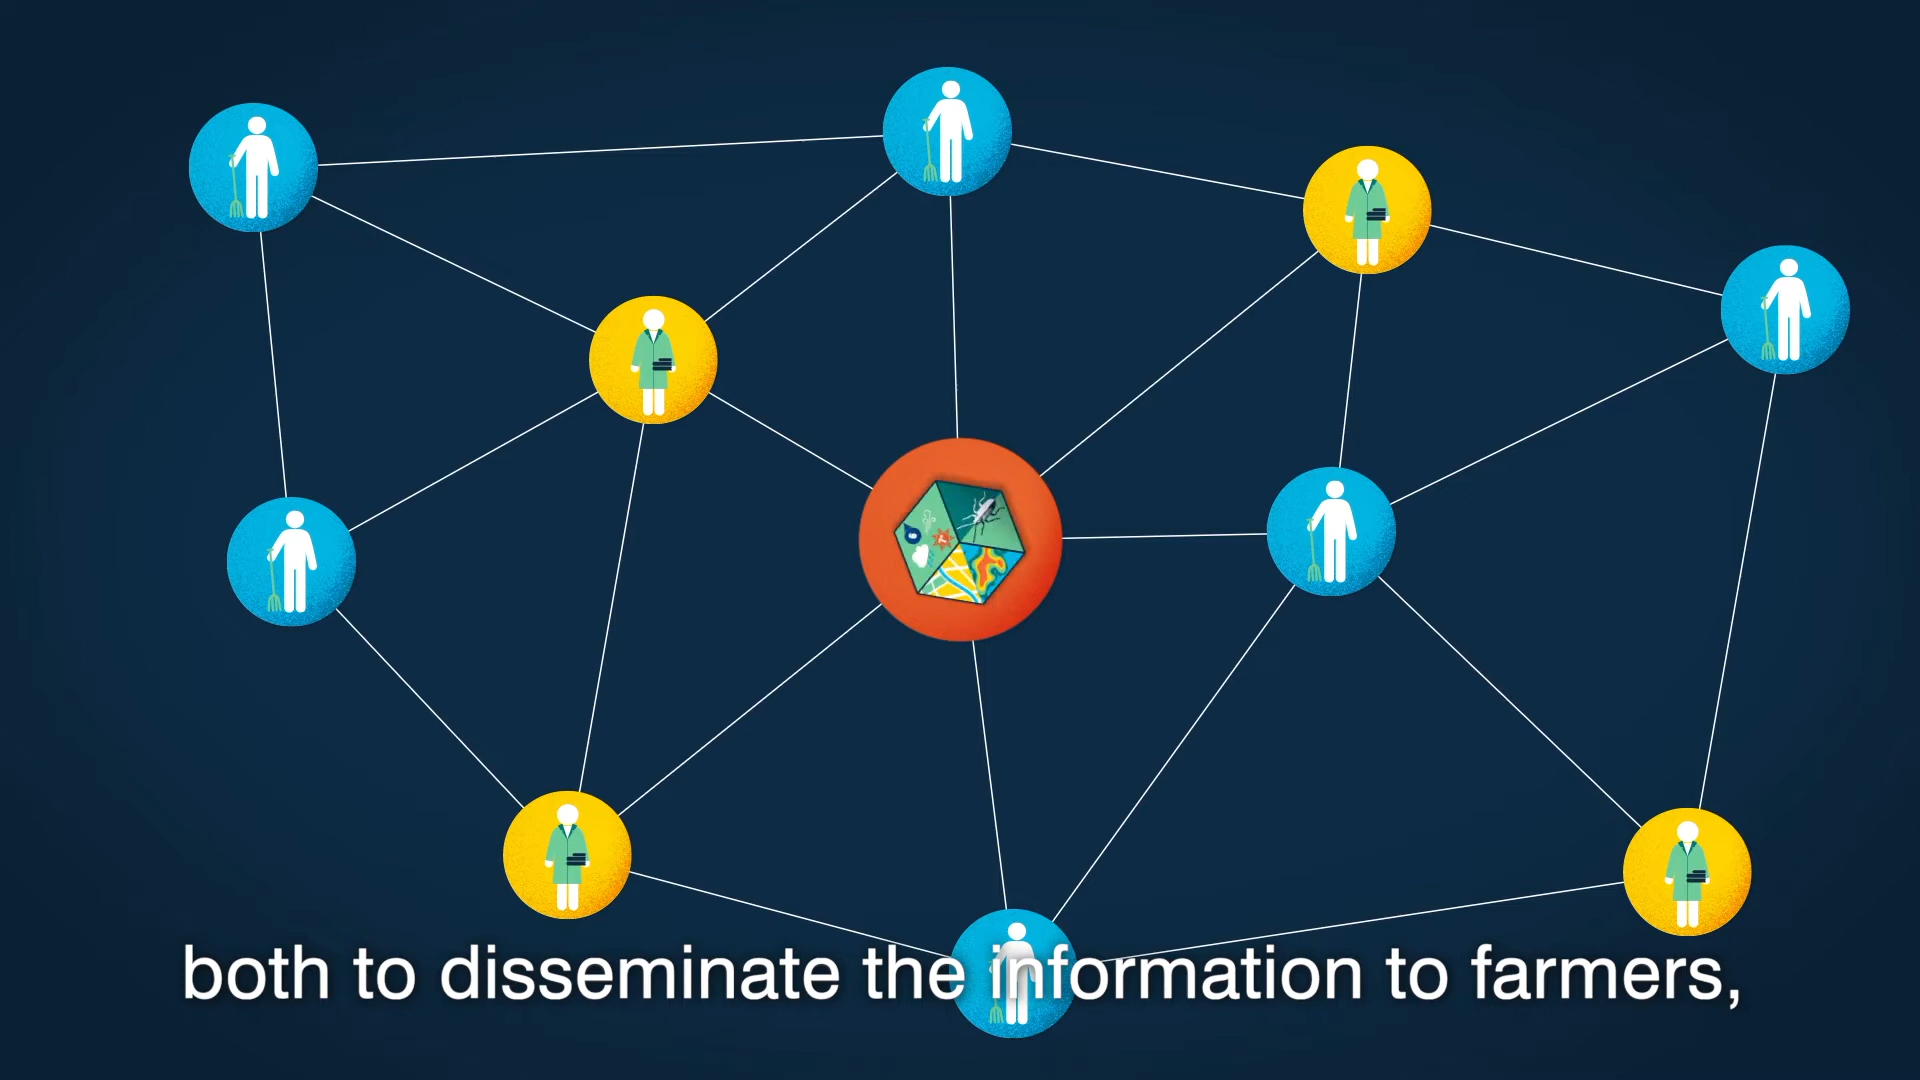 both to disseminate the information to farmers,